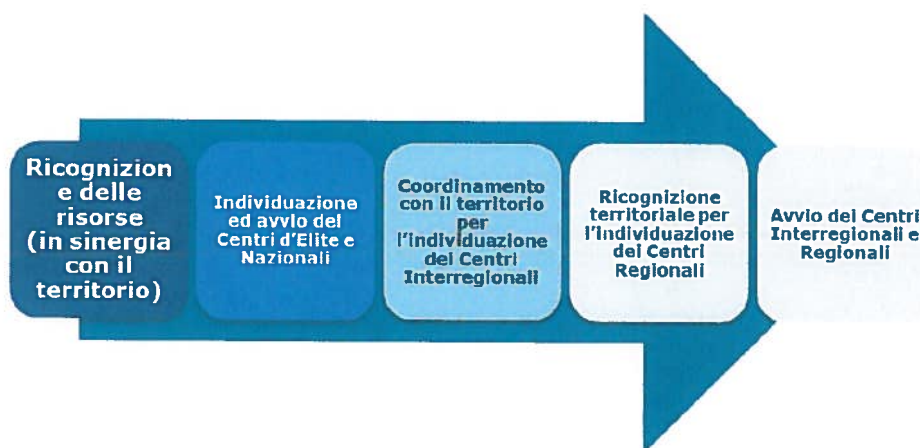 Ricognizion
e delle
risorse
(in sinergia
con il
territorio)
Individuazione
ed avvio dei
Centri d'Elite e
Nazionali
Coordinamento
con il territorio
per
l'individuazione
dei Centri
Interregionali
Ricognizione
territoriale per
l'individuazione
dei Centri
Regionali
Avvio dei Centri
Interregionali e
Regionali